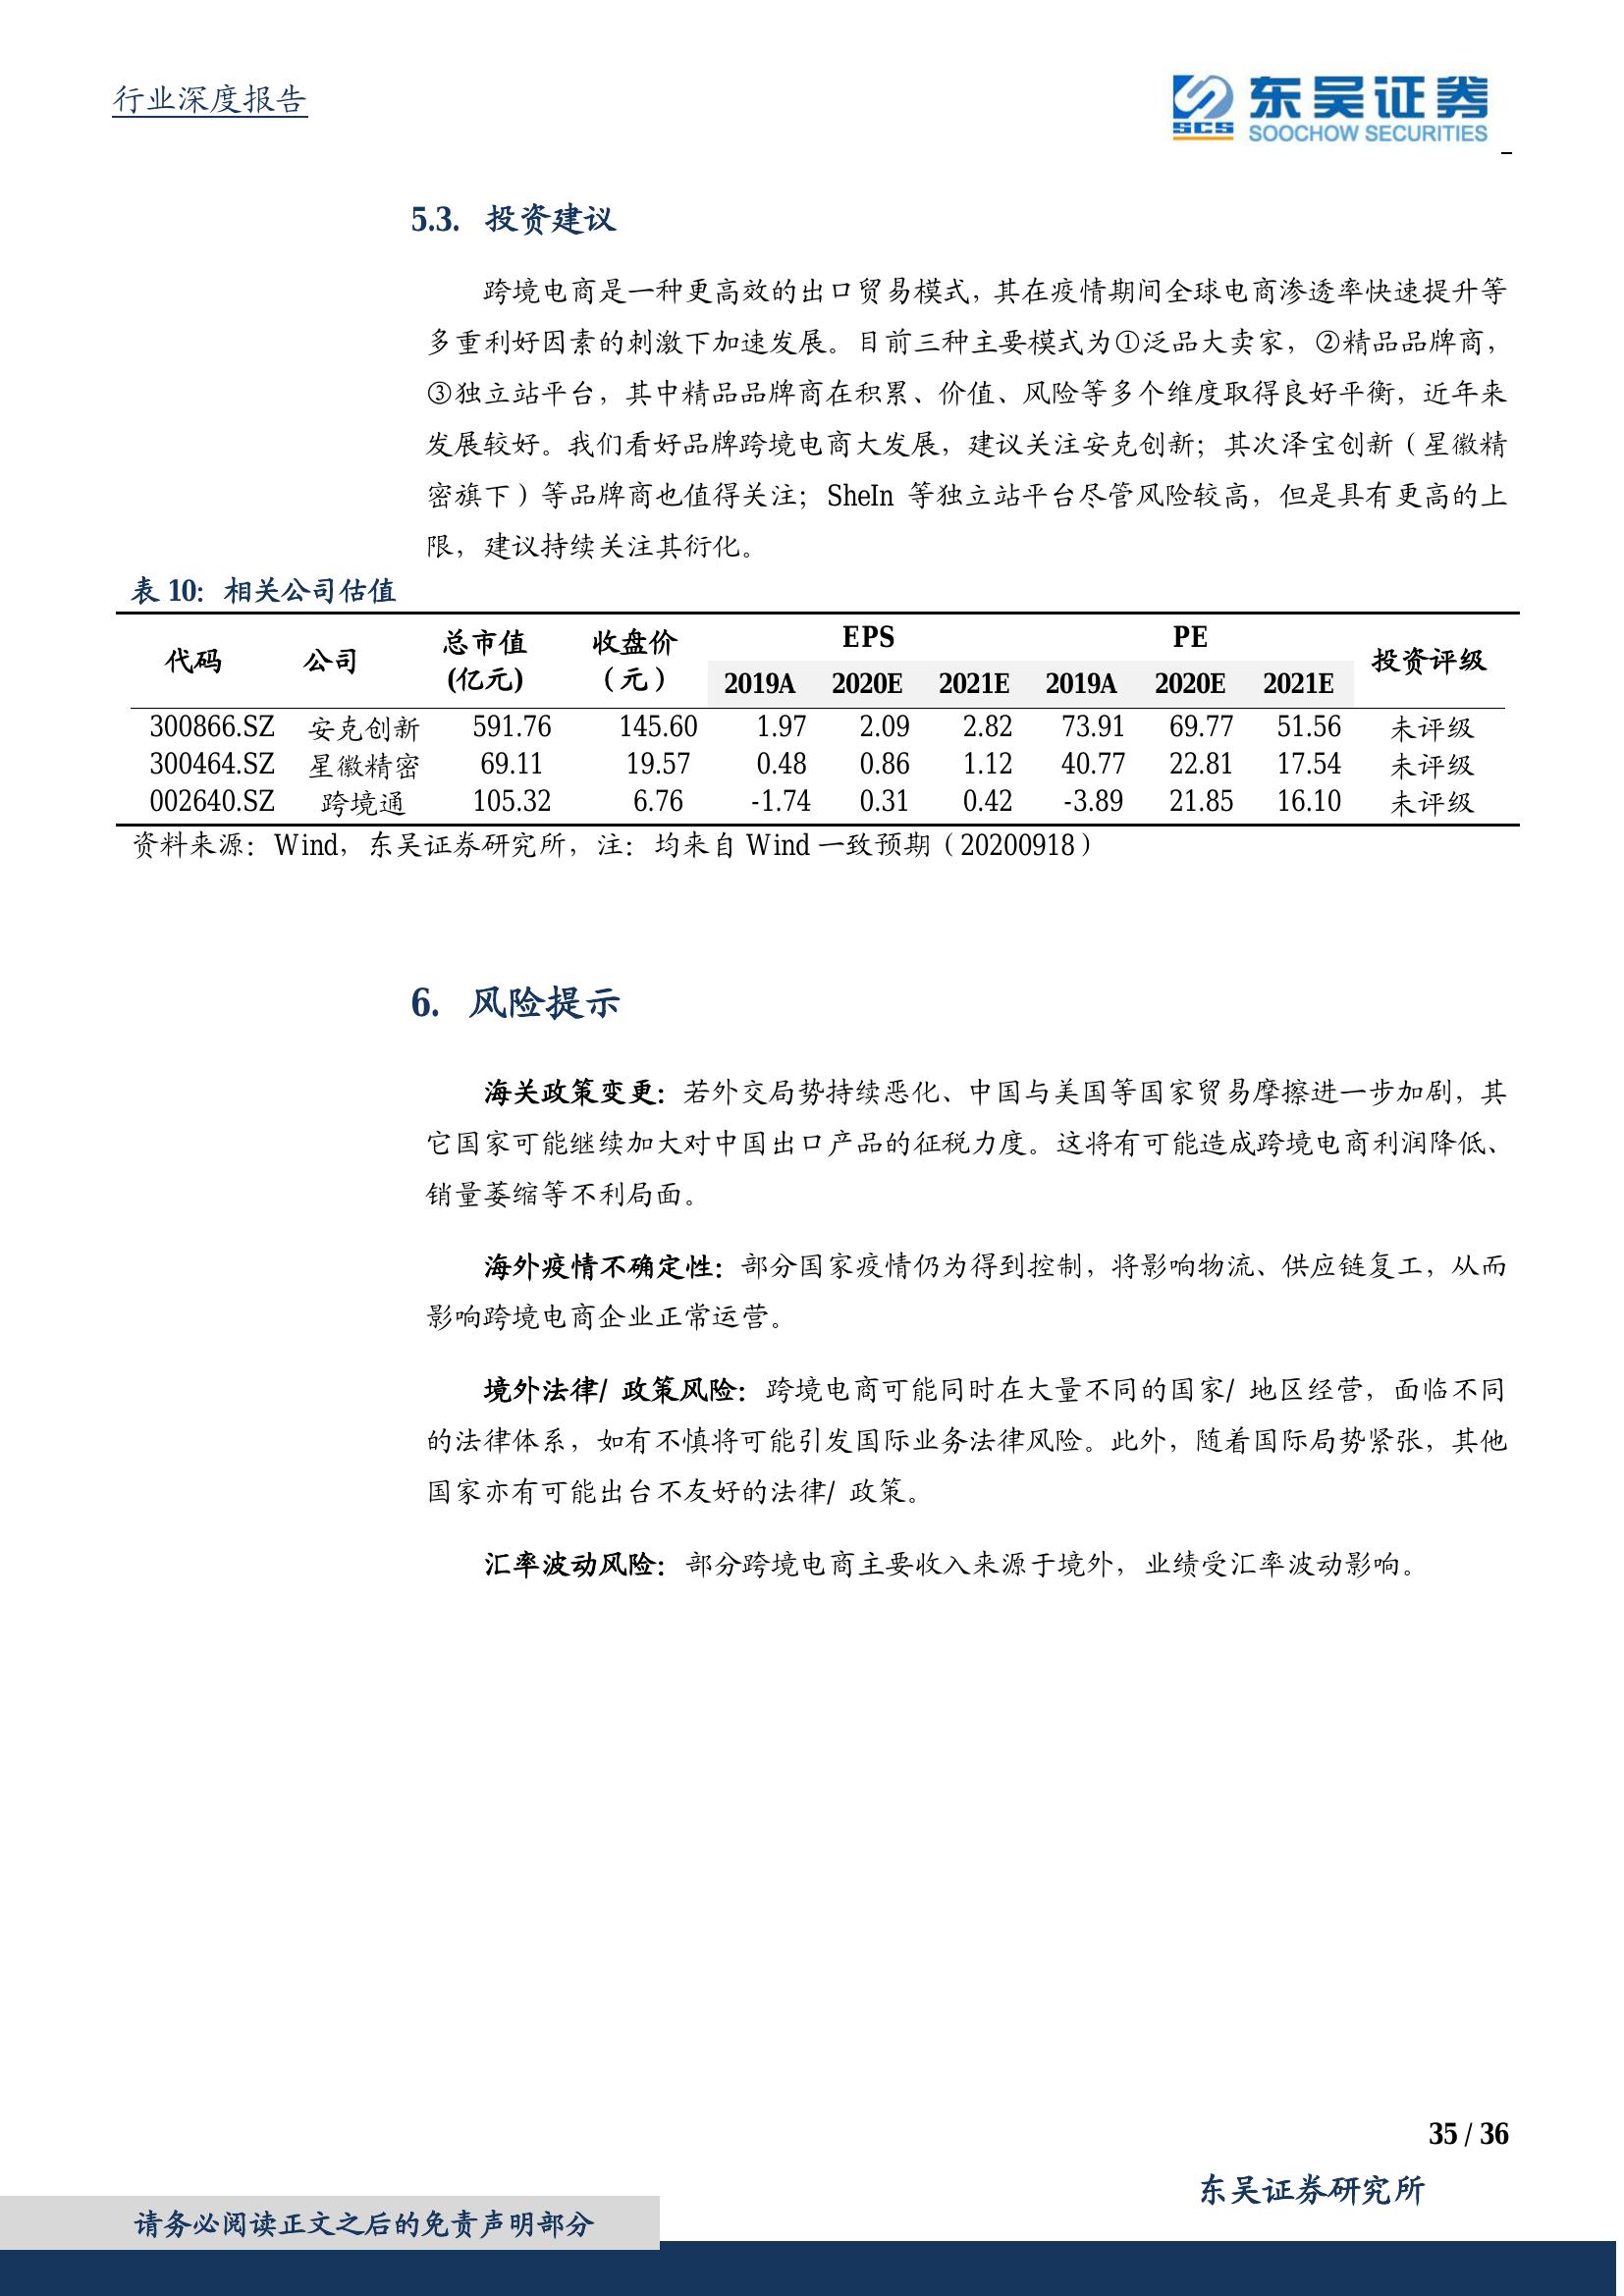 行业深度报告
SCS
东吴证券
SOOCHOW SECURITIES
5.3. 投资建议
跨境电商是一种更高效的出口贸易模式，其在疫情期间全球电商渗透率快速提升等
多重利好因素的刺激下加速发展。目前三种主要模式为①泛品大卖家，②精品品牌商，
③独立站平台，其中精品品牌商在积累、价值、风险等多个维度取得良好平衡，近年来
发展较好。我们看好品牌跨境电商大发展，建议关注安克创新；其次泽宝创新（星徽精
密旗下）等品牌商也值得关注；SheIn 等独立站平台尽管风险较高，但是具有更高的上
限，建议持续关注其衍化。
表 10：相关公司估值
代码 公司 总市值(亿元) 收盘价（元） EPS PE 投资评级
2019A 2020E 2021E 2019A 2020E 2021E
300866.SZ 安克创新 591.76 145.60 1.97 2.09 2.82 73.91 69.77 51.56 未评级
300464.SZ 星徽精密 69.11 19.57 0.48 0.86 1.12 40.77 22.81 17.54 未评级
002640.SZ 跨境通 105.32 6.76 -1.74 0.31 0.42 -3.89 21.85 16.10 未评级
资料来源：Wind，东吴证券研究所，注：均来自 Wind 一致预期（20200918）
6. 风险提示
海关政策变更：若外交局势持续恶化、中国与美国等国家贸易摩擦进一步加剧，其
它国家可能继续加大对中国出口产品的征税力度。这将有可能造成跨境电商利润降低、
销量萎缩等不利局面。
海外疫情不确定性：部分国家疫情仍为得到控制，将影响物流、供应链复工，从而
影响跨境电商企业正常运营。
境外法律/ 政策风险：跨境电商可能同时在大量不同的国家/ 地区经营，面临不同
的法律体系，如有不慎将可能引发国际业务法律风险。此外，随着国际局势紧张，其他
国家亦有可能出台不友好的法律/ 政策。
汇率波动风险：部分跨境电商主要收入来源于境外，业绩受汇率波动影响。
35 / 36
东吴证券研究所
请务必阅读正文之后的免责声明部分